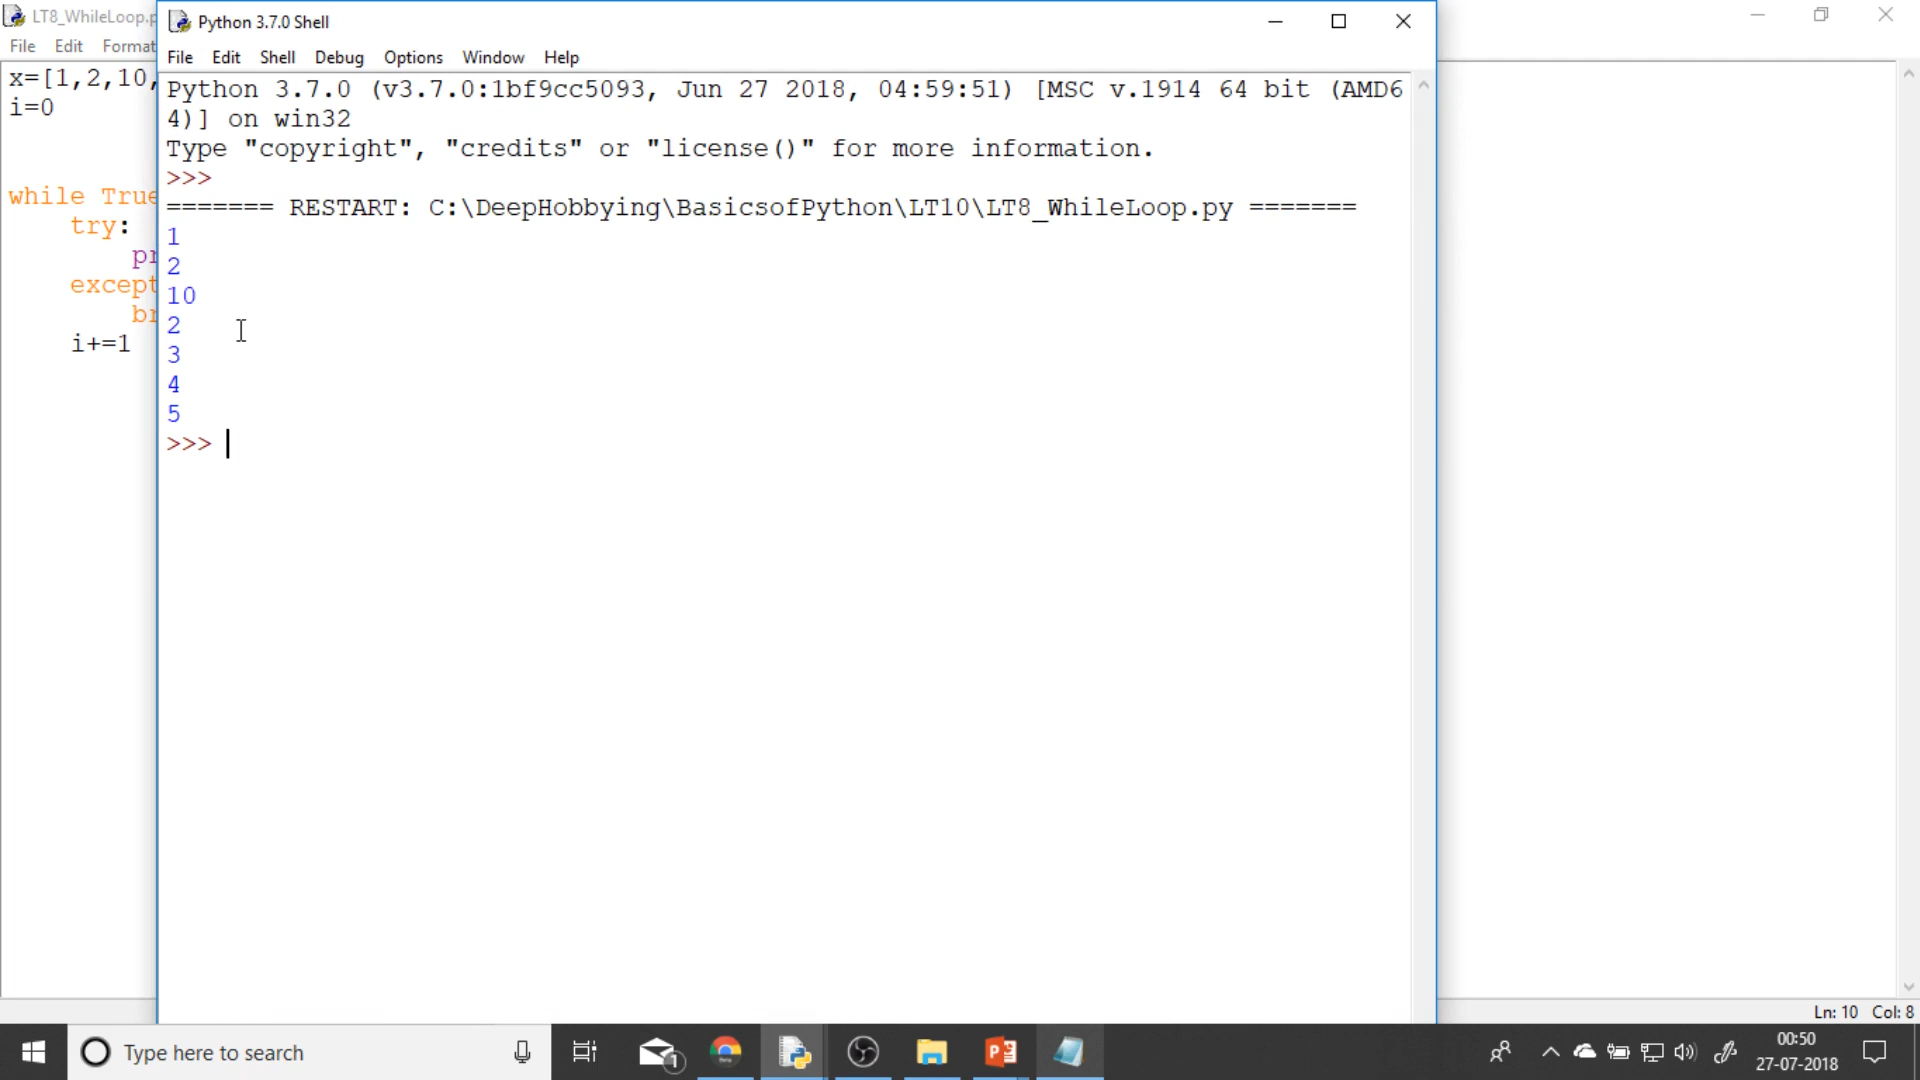 LT8_WhileLoop.p
Python 3.7.0 Shell
File Edit Format
File Edit Shell Debug Options Window Help
x=[1,2,10,
i=0
while True
try:
pr
except
br
i+=1
Python 3.7.0 (v3.7.0:1bf9cc5093, Jun 27 2018, 04:59:51) [MSC v.1914 64 bit (AMD6
4)] on win32
Type "copyright", "credits" or "license()" for more information.
>>>
======= RESTART: C:\DeepHobbying\BasicsofPython\LT10\LT8_WhileLoop.py =======
1
2
10
2
3
4
5
>>>
Ln: 10 Col: 8
Type here to search
1
00:50
27-07-2018